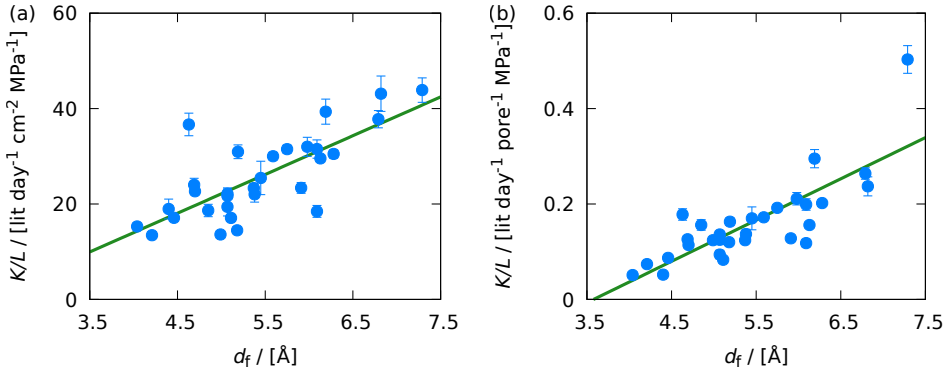 (a)
60
40
20
0
K/L / [lit day⁻¹ cm⁻² MPa⁻¹]
3.5 4.5 5.5 6.5 7.5
d_f / [Å]
(b)
0.6
0.4
0.2
0
K/L / [lit day⁻¹ pore⁻¹ MPa⁻¹]
3.5 4.5 5.5 6.5 7.5
d_f / [Å]